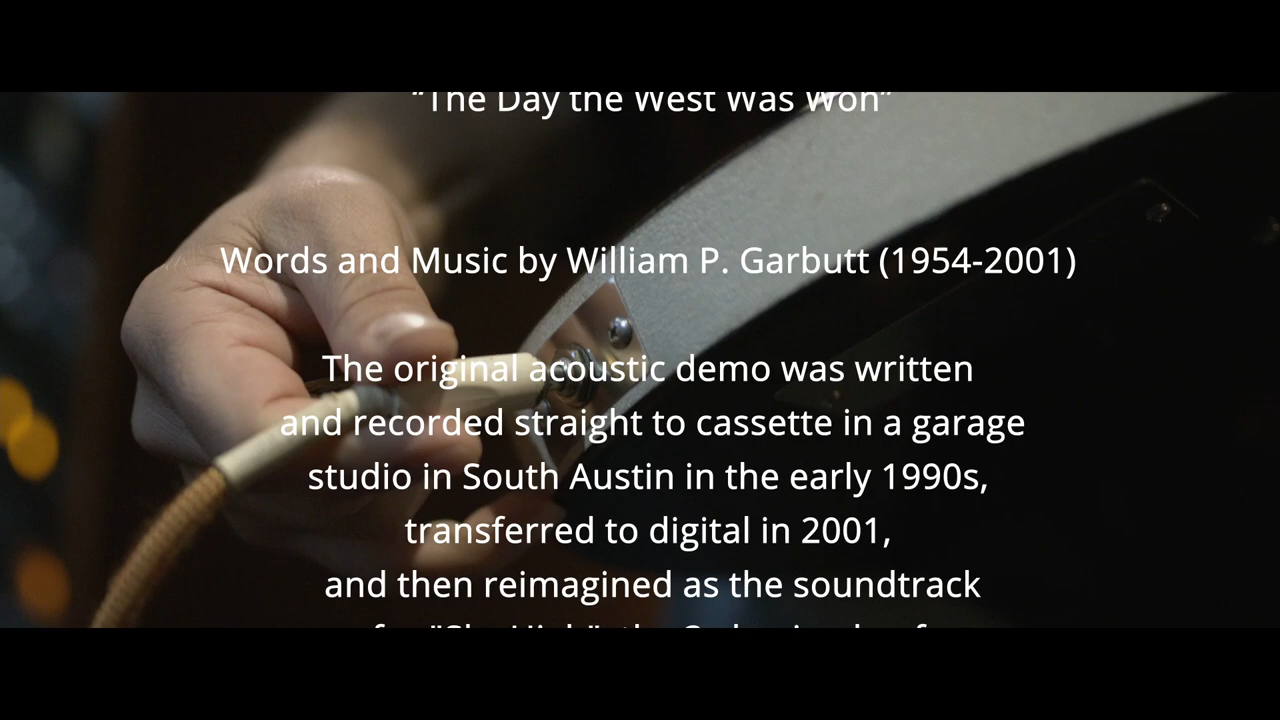 "The Day the West Was Won"
Words and Music by William P. Garbutt (1954-2001)
The original acoustic demo was written
and recorded straight to cassette in a garage
studio in South Austin in the early 1990s,
transferred to digital in 2001,
and then reimagined as the soundtrack